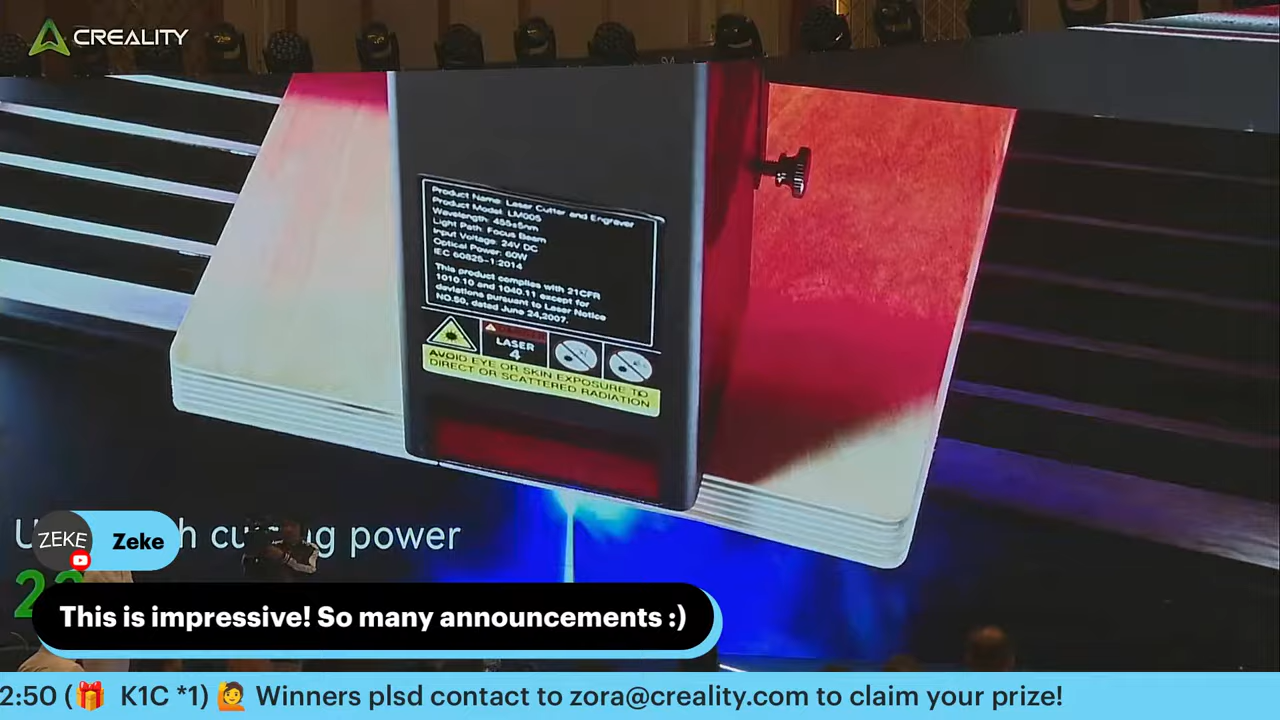 CREALITY
Product Name: Laser Cutter and Engraver
Product Model: LM005
Wavelength: 455±5nm
Light Path: Focus Beam
Input Voltage: 24V DC
Optical Power: 60W
IEC 60825-1:2014
This product complies with 21CFR
1010.10 and 1040.11 except for
deviations pursuant to Laser Notice
NO.50, dated June 24,2007.
LASER
4
AVOID EYE OR SKIN EXPOSURE TO
DIRECT OR SCATTERED RADIATION
power
ZEKE
Zeke
This is impressive! So many announcements :)
2:50 (🎁 K1C *1) 🙋 Winners plsd contact to zora@creality.com to claim your prize!